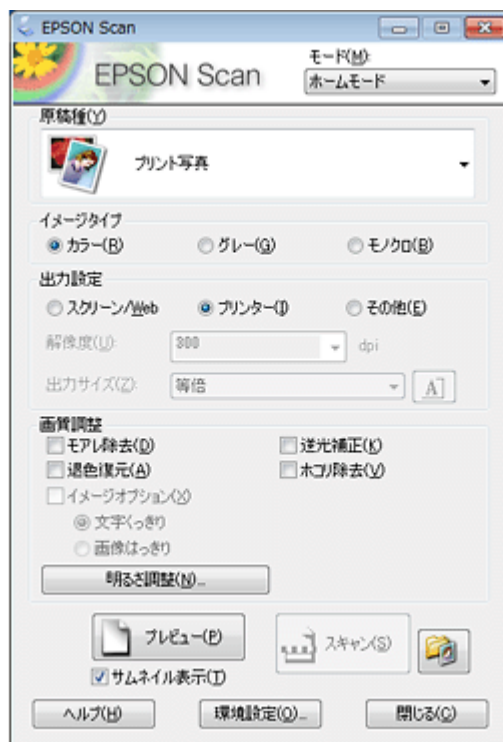 EPSON Scan
EPSON Scan
モード(M):
ホームモード
原稿種(Y)
プリント写真
イメージタイプ
カラー(R) グレー(G) モノクロ(B)
出力設定
スクリーン/Web プリンター(I) その他(E)
解像度(U): 300 dpi
出力サイズ(Z): 等倍 A
画質調整
モアレ除去(D) 逆光補正(K)
退色復元(A) ホコリ除去(V)
イメージオプション(X)
文字くっきり
画像はっきり
明るさ調整(N)...
プレビュー(P) スキャン(S)
サムネイル表示(T)
ヘルプ(H) 環境設定(O)... 閉じる(C)